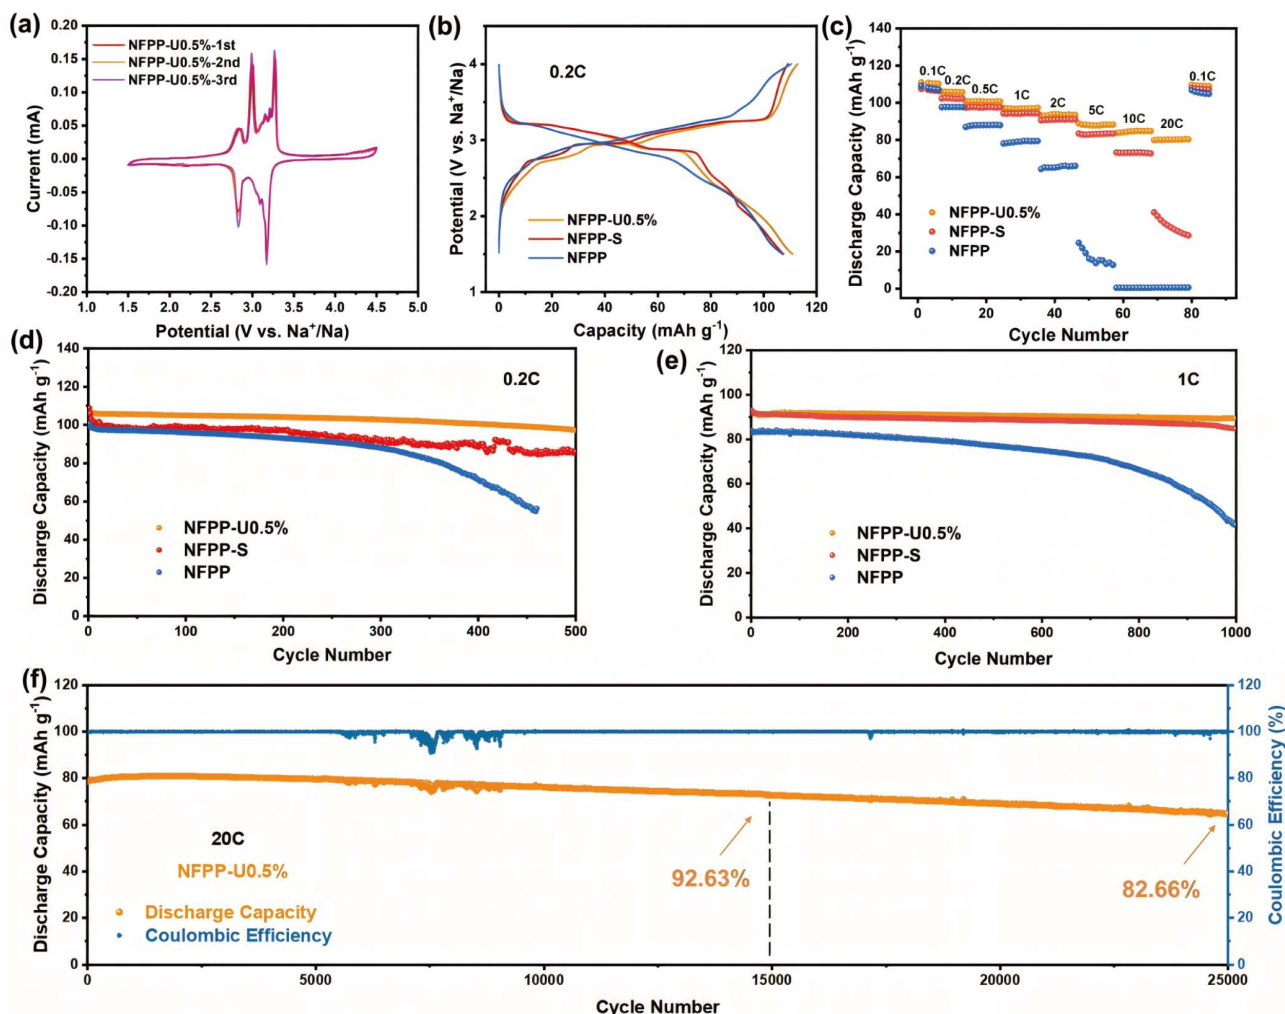 (a)
NFPP-U0.5%-1st
NFPP-U0.5%-2nd
NFPP-U0.5%-3rd
0.20
0.15
0.10
0.05
0.00
-0.05
-0.10
-0.15
-0.20
Current (mA)
1.0 1.5 2.0 2.5 3.0 3.5 4.0 4.5 5.0
Potential (V vs. Na⁺/Na)
(b)
0.2C
4
3
2
1
Potential (V vs. Na⁺/Na)
NFPP-U0.5%
NFPP-S
NFPP
0 20 40 60 80 100 120
Capacity (mAh g⁻¹)
(c)
140
120
100
80
60
40
20
0
Discharge Capacity (mAh g⁻¹)
0.1C
0.2C
0.5C
1C
2C
5C
10C
20C
0.1C
NFPP-U0.5%
NFPP-S
NFPP
0 20 40 60 80
Cycle Number
(d)
140
120
100
80
60
40
20
0
Discharge Capacity (mAh g⁻¹)
0.2C
NFPP-U0.5%
NFPP-S
NFPP
0 100 200 300 400 500
Cycle Number
(e)
120
100
80
60
40
20
0
Discharge Capacity (mAh g⁻¹)
1C
NFPP-U0.5%
NFPP-S
NFPP
0 200 400 600 800 1000
Cycle Number
(f)
120
100
80
60
40
20
0
Discharge Capacity (mAh g⁻¹)
20C
NFPP-U0.5%
Discharge Capacity
Coulombic Efficiency
92.63%
82.66%
120
100
80
60
40
20
0
Coulombic Efficiency (%)
0 5000 10000 15000 20000 25000
Cycle Number